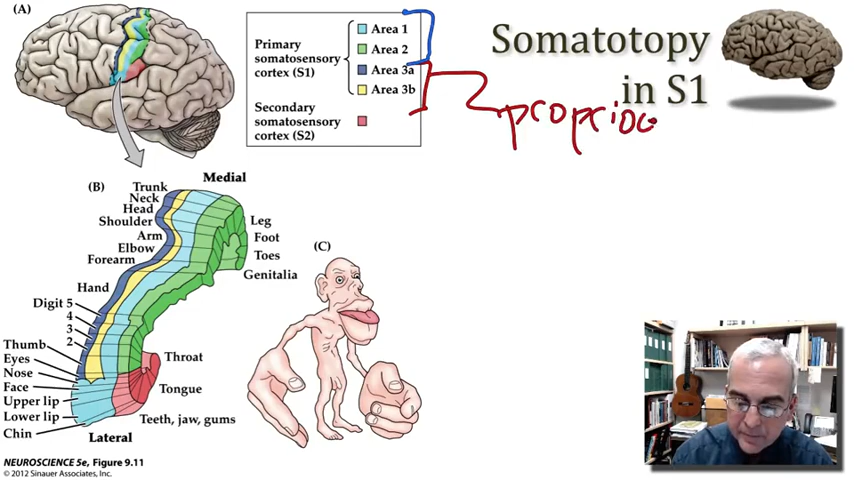 (A)
Primary
somatosensory
cortex (S1)
Area 1
Area 2
Area 3a
Area 3b
Secondary
somatosensory
cortex (S2)
Somatotopy
in S1
proprioc
(B)
Medial
Trunk
Neck
Head
Shoulder
Arm
Elbow
Forearm
Hand
Digit 5
4
3
2
Thumb
Eyes
Nose
Face
Upper lip
Lower lip
Chin
Leg
Foot
Toes
Genitalia
Throat
Tongue
Teeth, jaw, gums
Lateral
(C)
NEUROSCIENCE 5e, Figure 9.11
© 2012 Sinauer Associates, Inc.